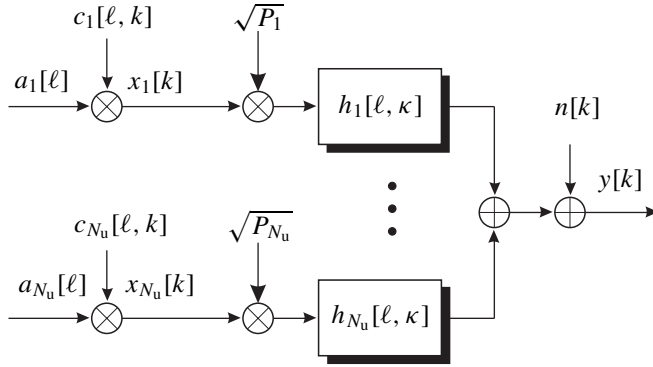 c₁[ℓ, k]
√P₁
a₁[ℓ]
x₁[k]
h₁[ℓ, κ]
n[k]
y[k]
c_{N_u}[ℓ, k]
√P_{N_u}
a_{N_u}[ℓ]
x_{N_u}[k]
h_{N_u}[ℓ, κ]